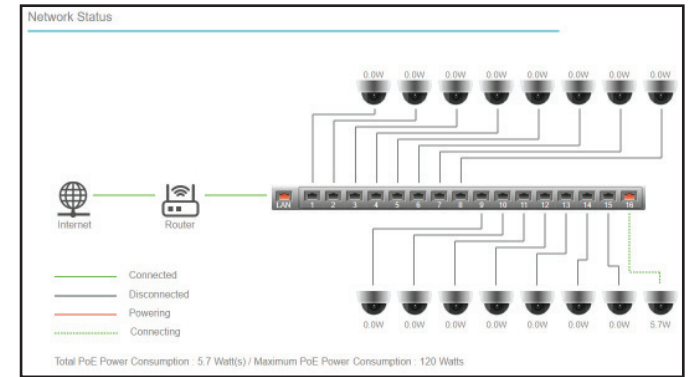 Network Status
0.0W 0.0W 0.0W 0.0W 0.0W 0.0W 0.0W 0.0W
LAN 1 2 3 4 5 6 7 8 9 10 11 12 13 14 15 16
Internet Router
0.0W 0.0W 0.0W 0.0W 0.0W 0.0W 0.0W 5.7W
Connected
Disconnected
Powering
Connecting
Total PoE Power Consumption : 5.7 Watt(s) / Maximum PoE Power Consumption : 120 Watts